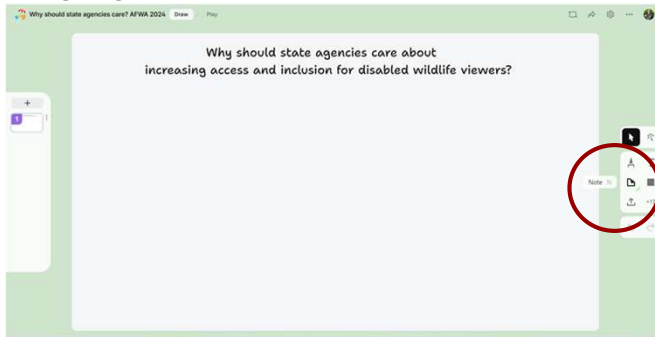 Why should state agencies care? AFWA 2024 Draw Play
Why should state agencies care about
increasing access and inclusion for disabled wildlife viewers?
+
1
Note N